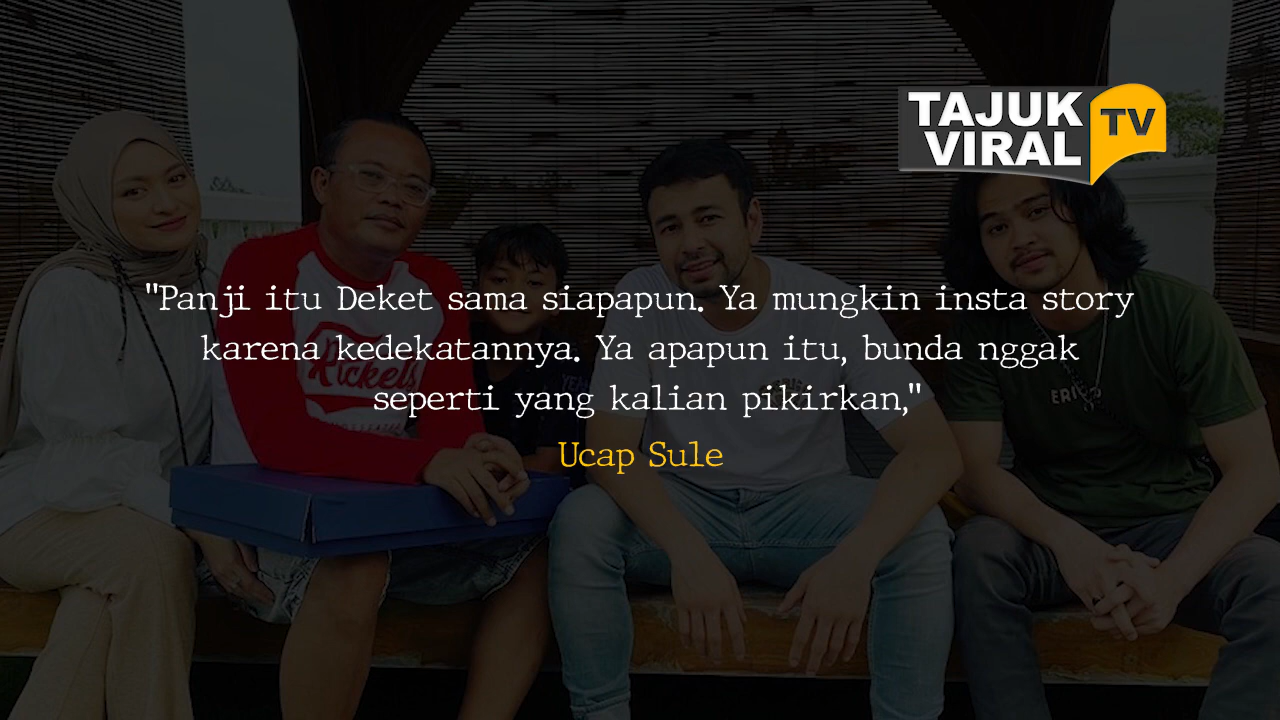 TAJUK
VIRAL
TV
"Panji itu Deket sama siapapun. Ya mungkin insta story
karena kedekatannya. Ya apapun itu, bunda nggak
seperti yang kalian pikirkan,"
Ucap Sule